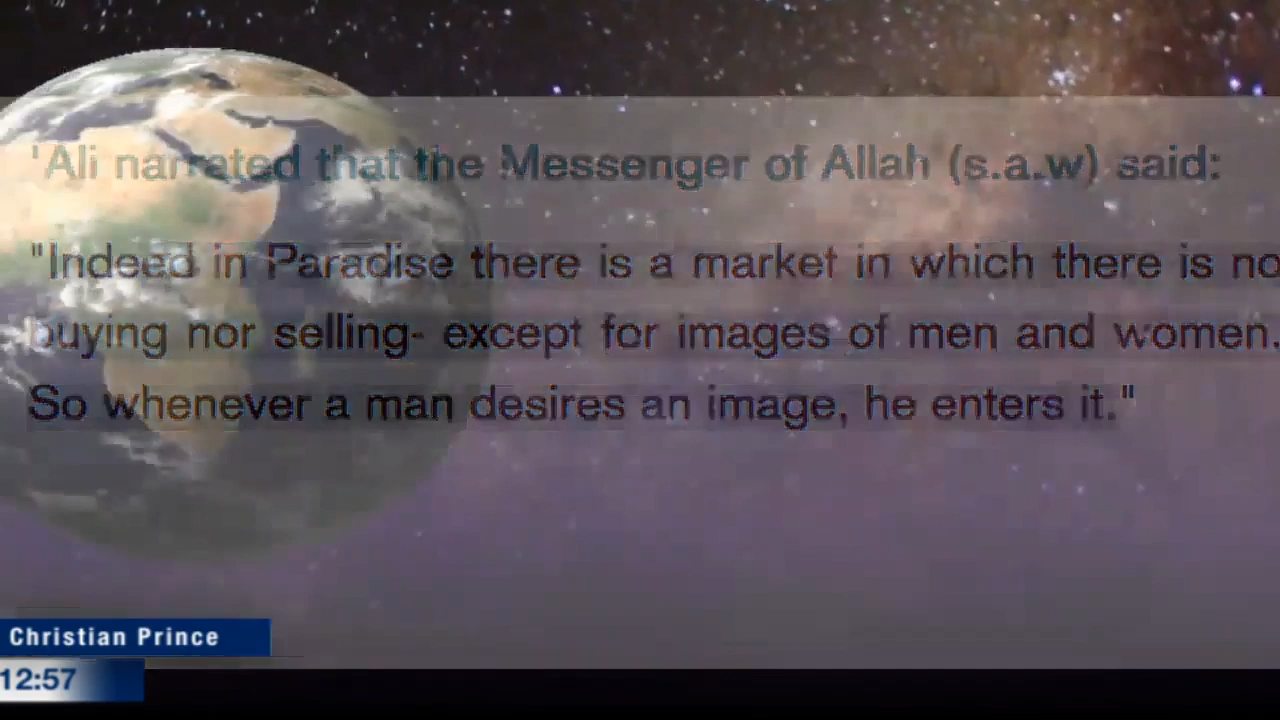 'Ali narrated that the Messenger of Allah (s.a.w) said:
"Indeed in Paradise there is a market in which there is no
buying nor selling- except for images of men and women.
So whenever a man desires an image, he enters it."
Christian Prince
12:57